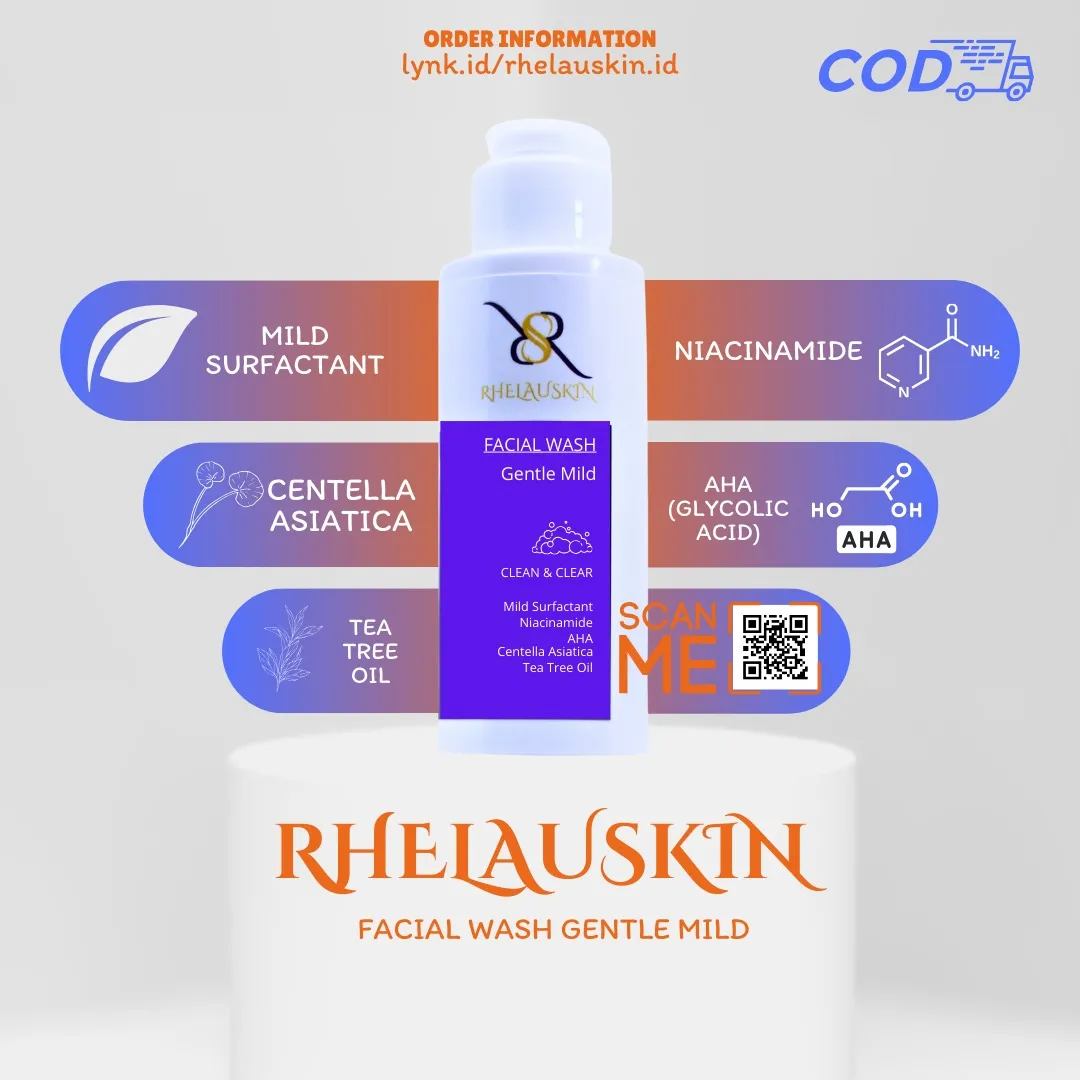 ORDER INFORMATION
lynk.id/rhelauskin.id
COD
MILD
SURFACTANT
NIACINAMIDE
O
NH2
N
RHELAUSKIN
FACIAL WASH
Gentle Mild
CENTELLA
ASIATICA
AHA
(GLYCOLIC
ACID)
O
HO
OH
AHA
CLEAN & CLEAR
Mild Surfactant
Niacinamide
AHA
Centella Asiatica
Tea Tree Oil
TEA
TREE
OIL
SCAN
ME
RHELAUSKIN
FACIAL WASH GENTLE MILD